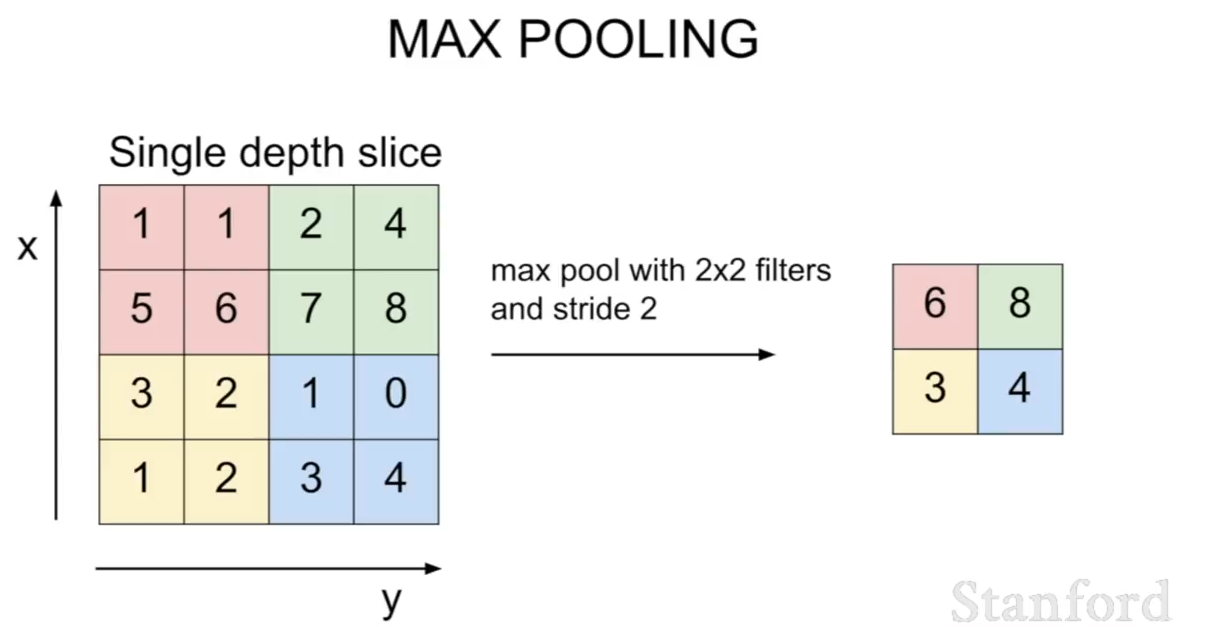 MAX POOLING
Single depth slice
x
1 1 2 4
5 6 7 8
3 2 1 0
1 2 3 4
y
max pool with 2x2 filters
and stride 2
6 8
3 4
Stanford